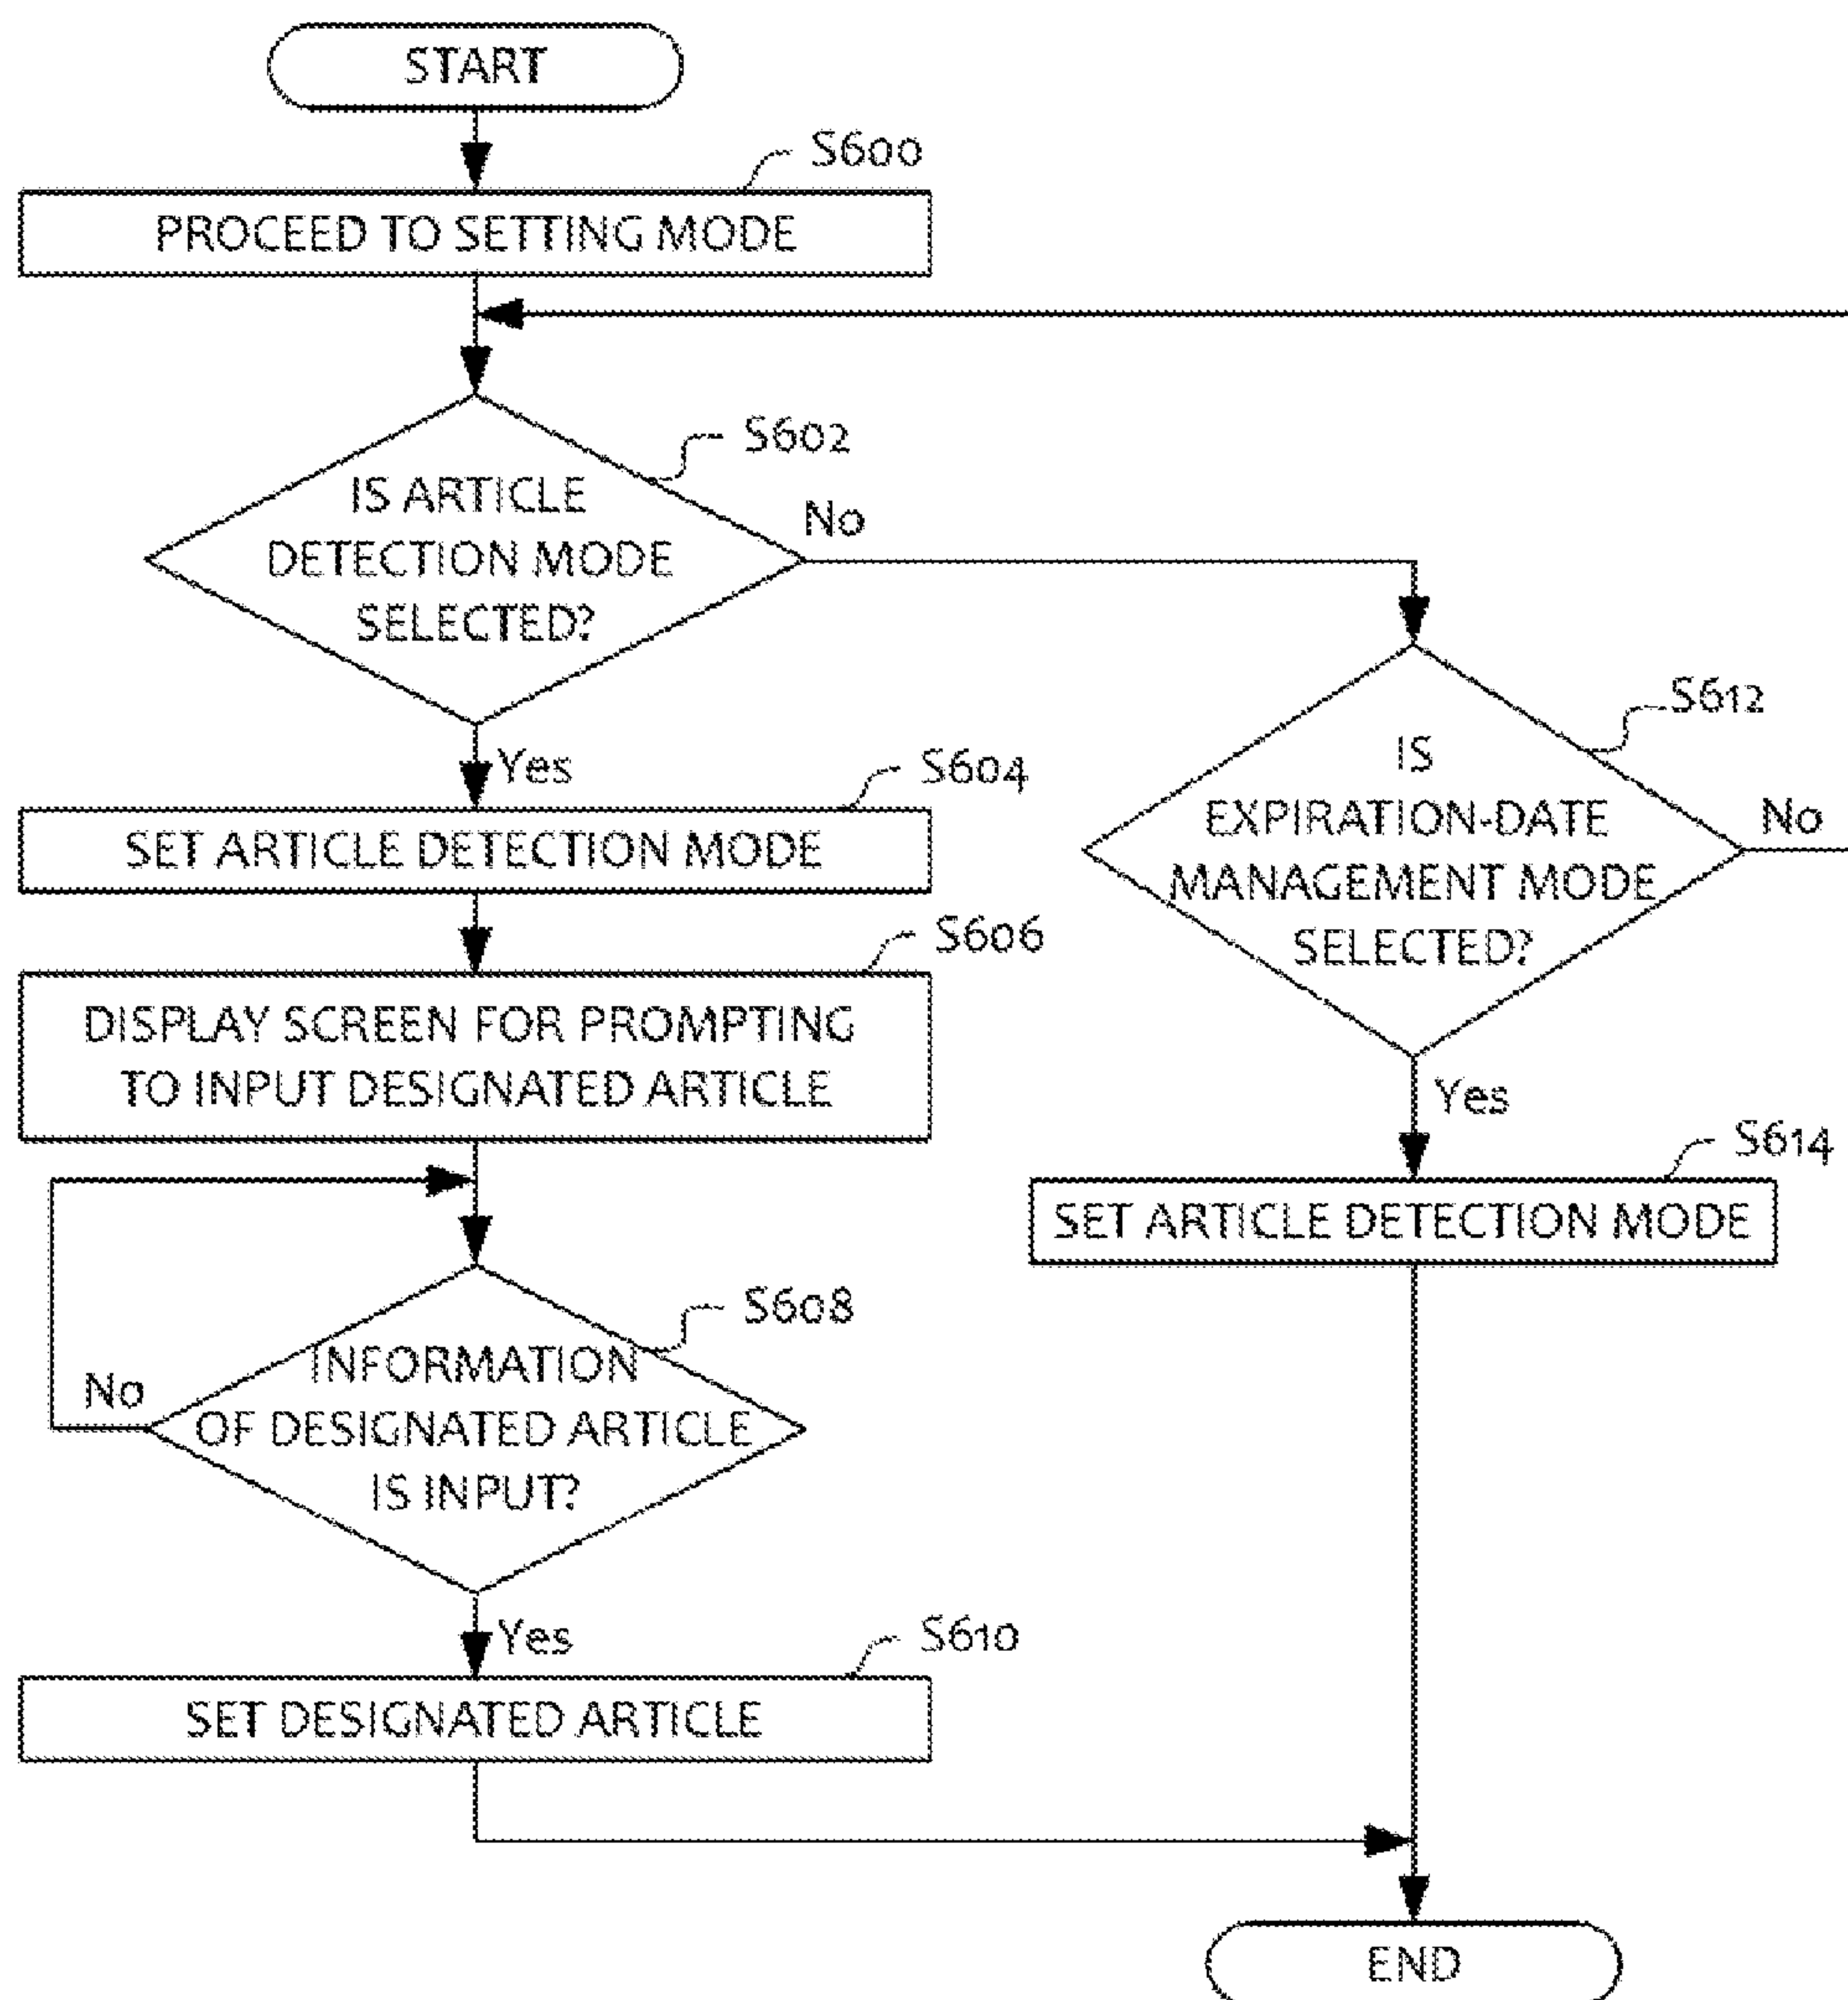 START
S600
PROCEED TO SETTING MODE
S602
IS ARTICLE
DETECTION MODE
SELECTED?
No
Yes
S604
SET ARTICLE DETECTION MODE
S606
DISPLAY SCREEN FOR PROMPTING
TO INPUT DESIGNATED ARTICLE
S608
INFORMATION
OF DESIGNATED ARTICLE
IS INPUT?
No
Yes
S610
SET DESIGNATED ARTICLE
S612
IS
EXPIRATION-DATE
MANAGEMENT MODE
SELECTED?
No
Yes
S614
SET ARTICLE DETECTION MODE
END